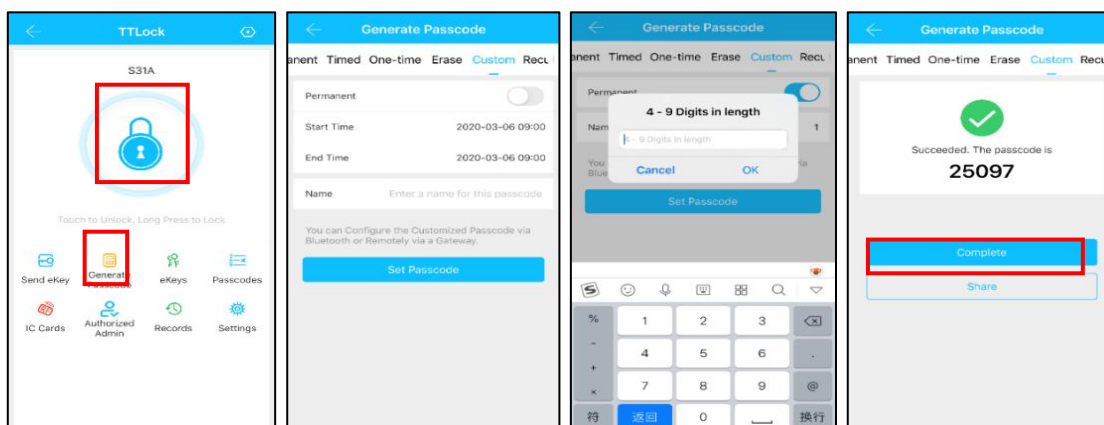 TTLock
S31A
Touch to Unlock, Long Press to Lock
Send eKey
Generate
Passcode
eKeys
Passcodes
IC Cards
Authorized
Admin
Records
Settings
Generate Passcode
anent Timed One-time Erase Custom Recu
Permanent
Start Time 2020-03-06 09:00
End Time 2020-03-06 09:00
Name Enter a name for this passcode
You can Configure the Customized Passcode via
Bluetooth or Remotely via a Gateway.
Set Passcode
Generate Passcode
anent Timed One-time Erase Custom Recu
Permanent
4 - 9 Digits in length
Nam 1
4 - 9 Digits in length
You via
Blue
Cancel OK
Set Passcode
S
% 1 2 3
- 4 5 6 .
+
× 7 8 9 @
符 返回 0 换行
Generate Passcode
anent Timed One-time Erase Custom Recu
Succeeded. The passcode is
25097
Complete
Share